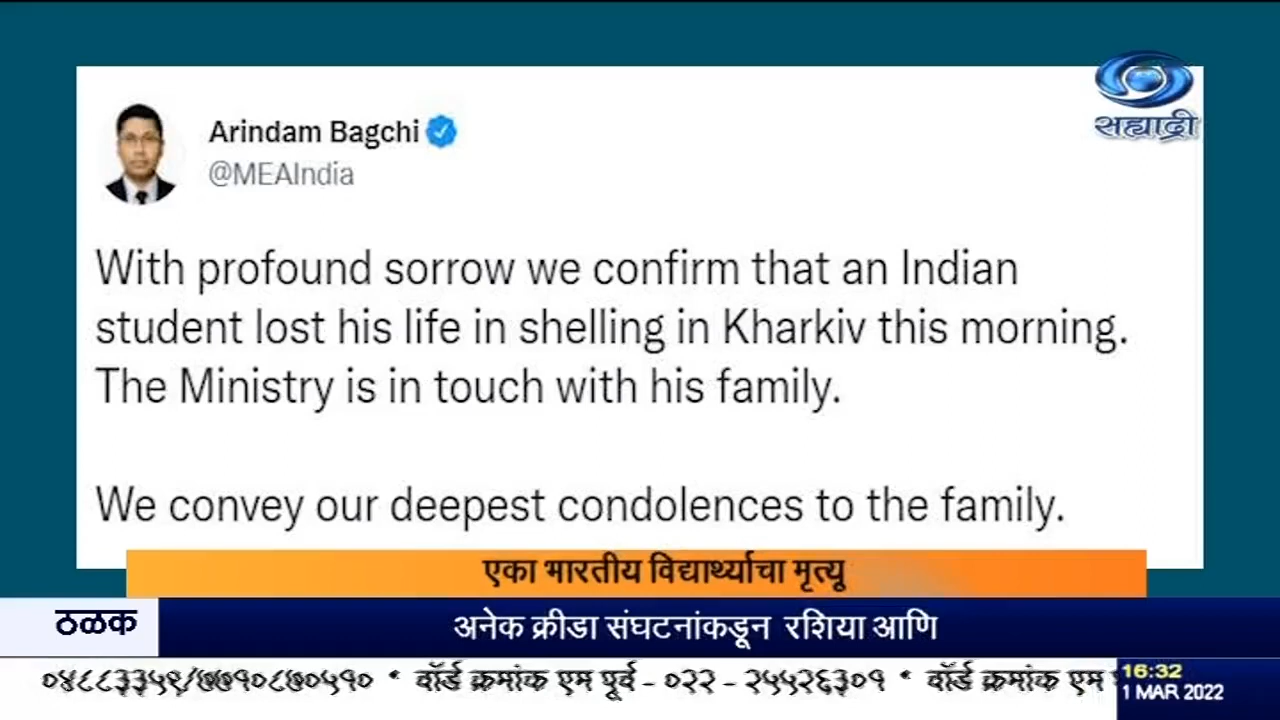 Arindam Bagchi
@MEAIndia
सह्याद्री
With profound sorrow we confirm that an Indian
student lost his life in shelling in Kharkiv this morning.
The Ministry is in touch with his family.
We convey our deepest condolences to the family.
एका भारतीय विद्यार्थ्याचा मृत्यू
ठळक
अनेक क्रीडा संघटनांकडून रशिया आणि
वॉर्ड क्रमांक एम पूर्व - ०२२ - २५५२६३०१ * वॉर्ड क्रमांक एम
16:32
1 MAR 2022